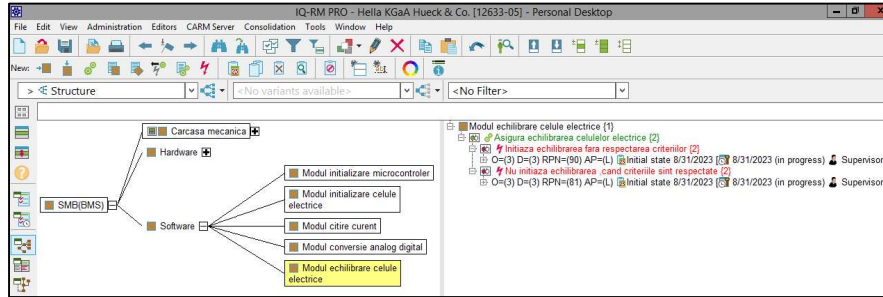 IQ-RM PRO - Hella KGaA Hueck & Co. [12633-05] - Personal Desktop
File Edit View Administration Editors CARM Server Consolidation Tools Window Help
New:
> Structure
<No variants available>
<No Filter>
SMB(BMS)
Carcasa mecanica
Hardware
Software
Modul initializare microcontroler
Modul initializare celule
electrice
Modul citire curent
Modul conversie analog digital
Modul echilibrare celule
electrice
Modul echilibrare celule electrice {1}
Asigura echilibrarea celulelor electrice {2}
Initiaza echilibrarea fara respectarea criteriilor {2}
O=(3) D=(3) RPN=(90) AP=(L) Initial state 8/31/2023 [ 8/31/2023 (in progress) Supervisor
Nu initiaza echilibrarea ,cand criteriile sint respectate {2}
O=(3) D=(3) RPN=(81) AP=(L) Initial state 8/31/2023 [ 8/31/2023 (in progress) Supervisor